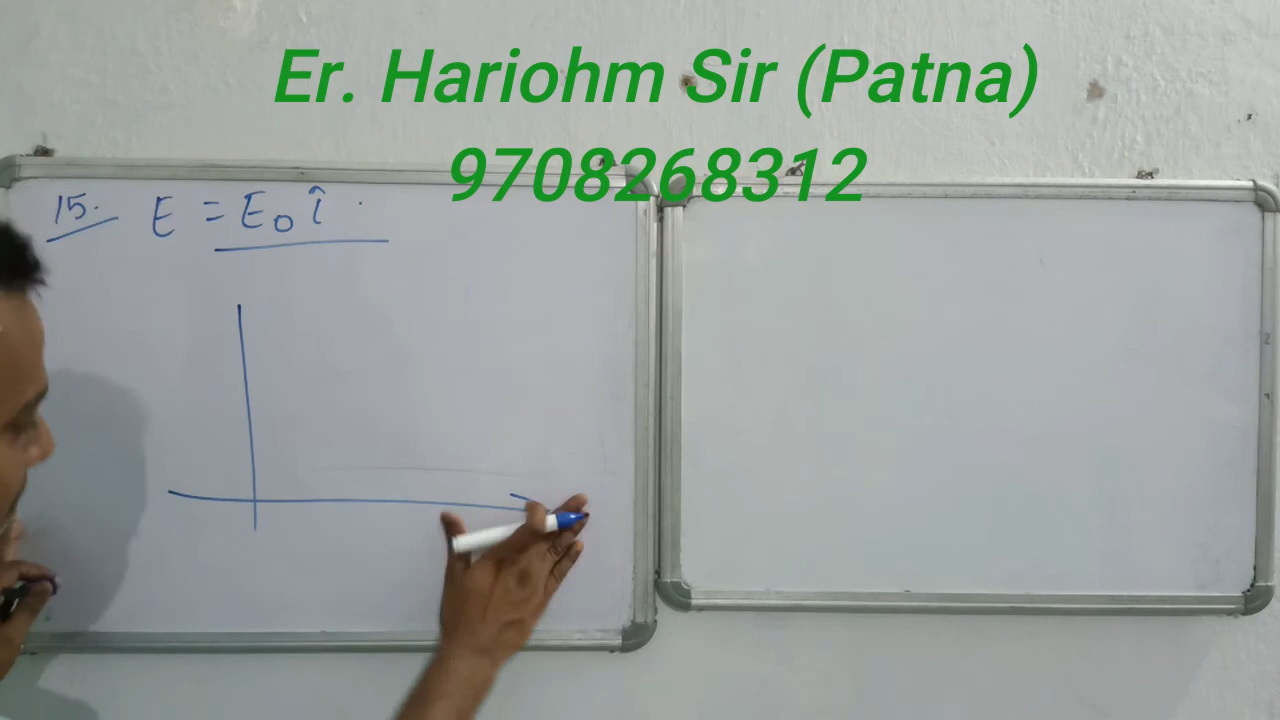 Er. Hariohm Sir (Patna)
9708268312
15. E = E₀ î